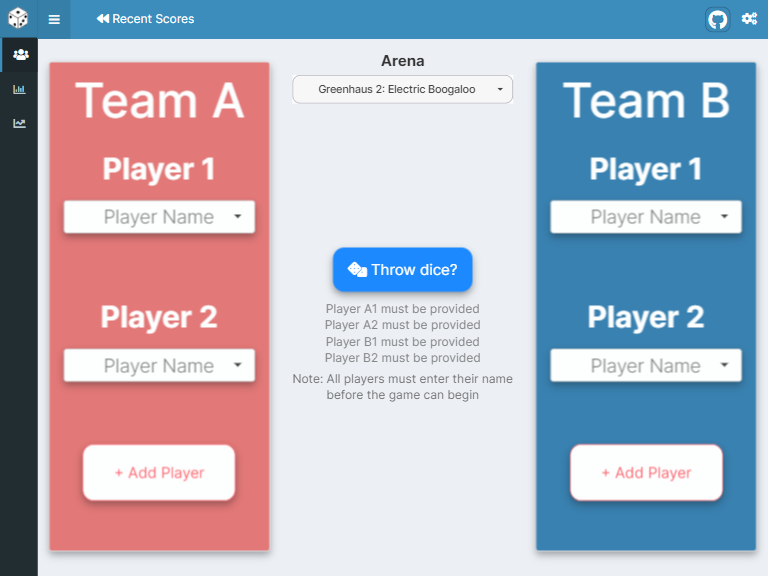 Recent Scores
Team A
Player 1
Player Name
Player 2
Player Name
+ Add Player
Arena
Greenhaus 2: Electric Boogaloo
Throw dice?
Player A1 must be provided
Player A2 must be provided
Player B1 must be provided
Player B2 must be provided
Note: All players must enter their name
before the game can begin
Team B
Player 1
Player Name
Player 2
Player Name
+ Add Player